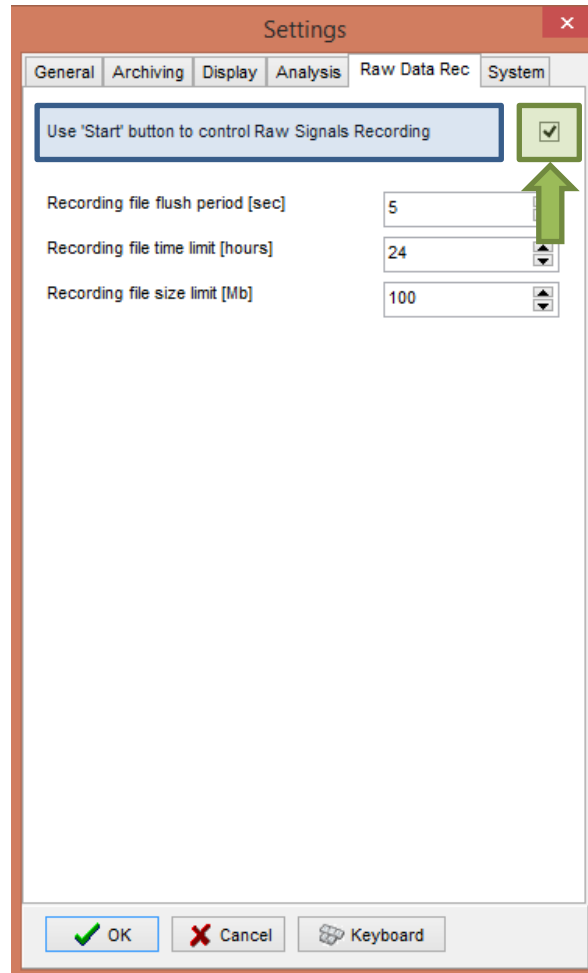 Settings
General Archiving Display Analysis Raw Data Rec System
Use 'Start' button to control Raw Signals Recording
Recording file flush period [sec] 5
Recording file time limit [hours] 24
Recording file size limit [Mb] 100
OK Cancel Keyboard